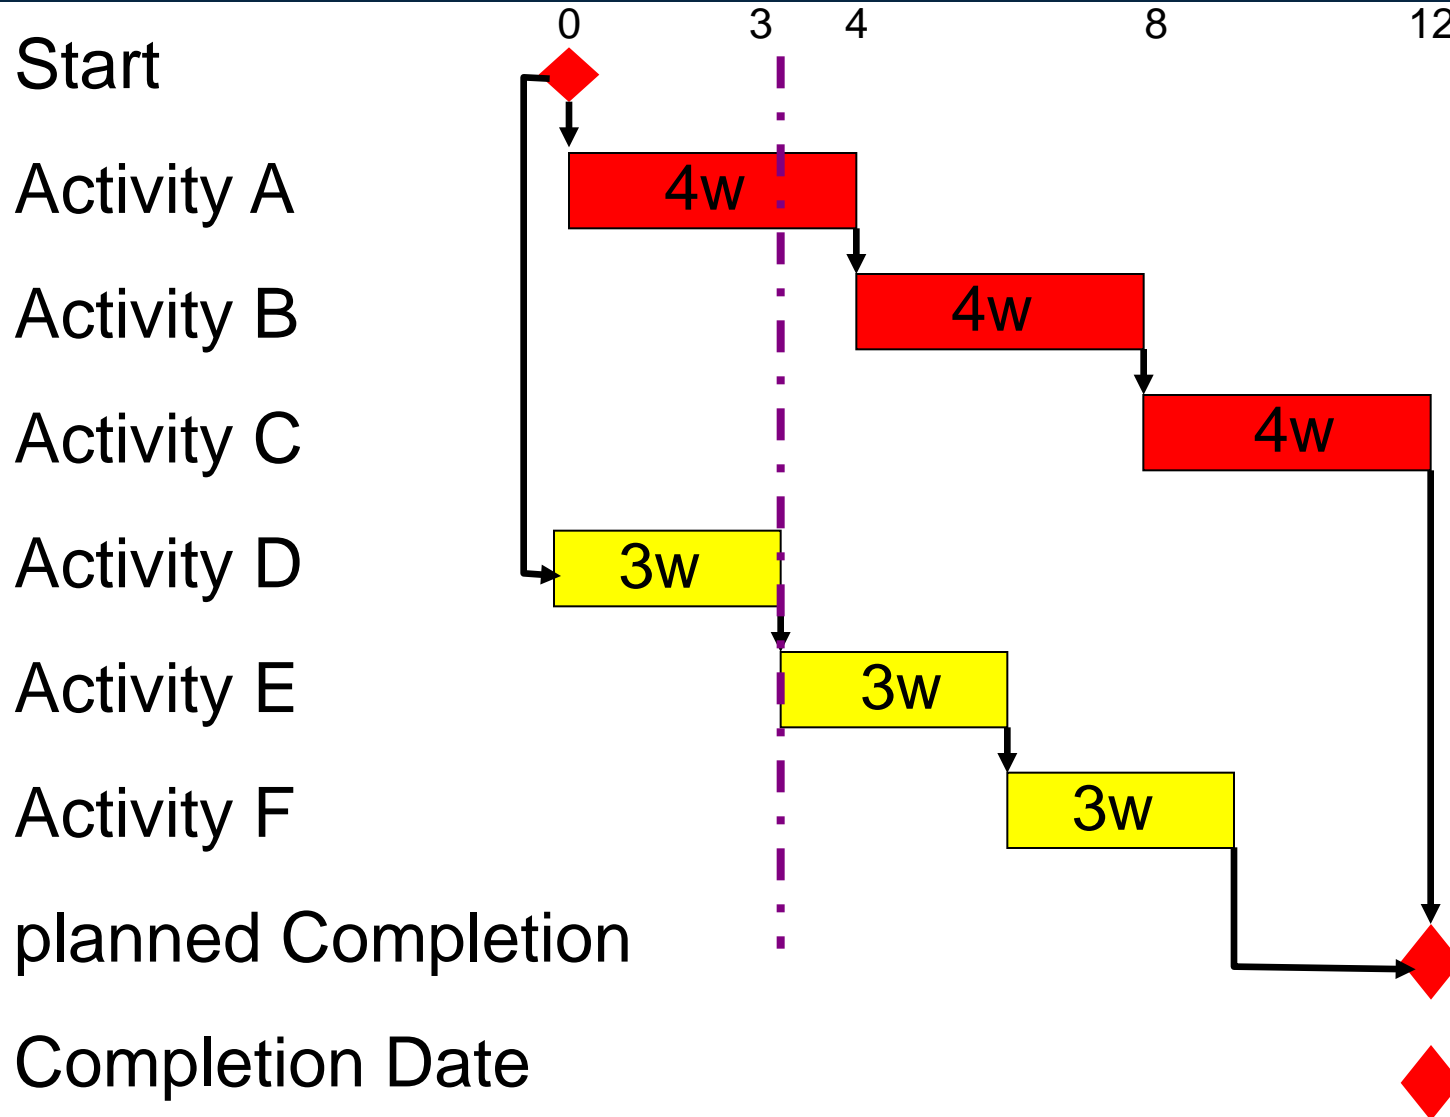 0 3 4 8 12
Start
Activity A 4w
Activity B 4w
Activity C 4w
Activity D 3w
Activity E 3w
Activity F 3w
planned Completion
Completion Date